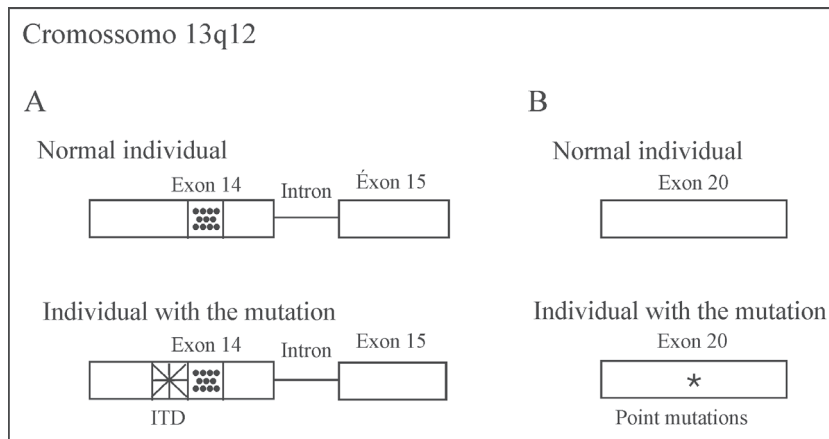 Cromossomo 13q12
A
Normal individual
Exon 14
Intron
Éxon 15
Individual with the mutation
Exon 14
Intron
Exon 15
ITD
B
Normal individual
Exon 20
Individual with the mutation
Exon 20
*
Point mutations